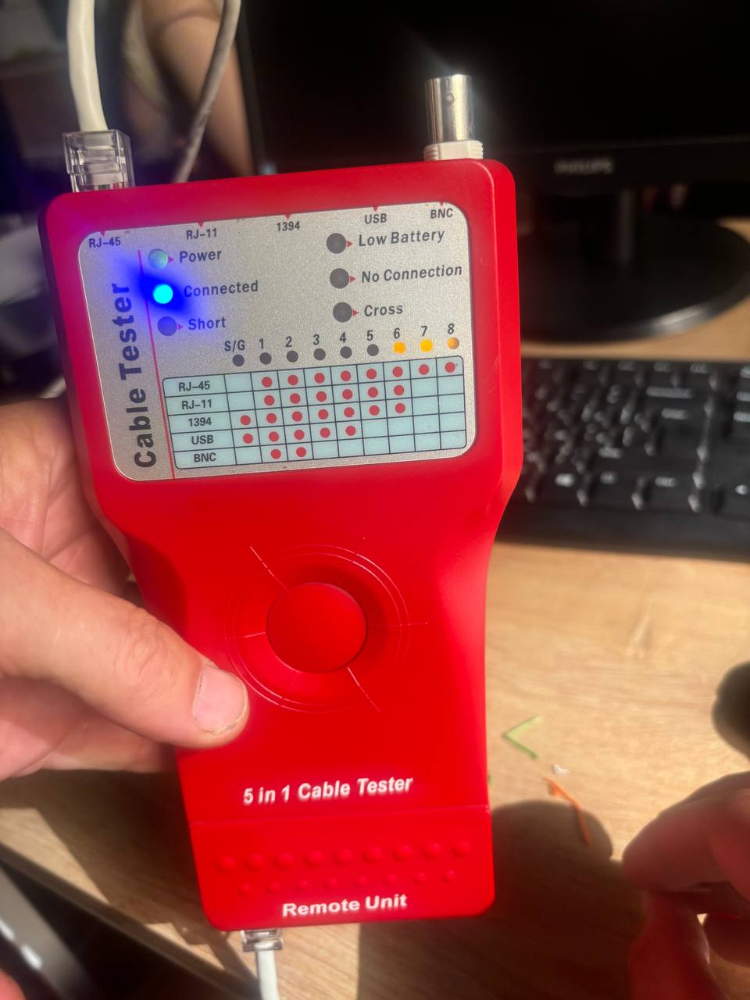 PHILIPS
RJ-45
RJ-11
1394
USB
BNC
Power
Low Battery
Connected
No Connection
Short
Cross
Cable Tester
S/G 1 2 3 4 5 6 7 8
RJ-45
RJ-11
1394
USB
BNC
5 in 1 Cable Tester
Remote Unit